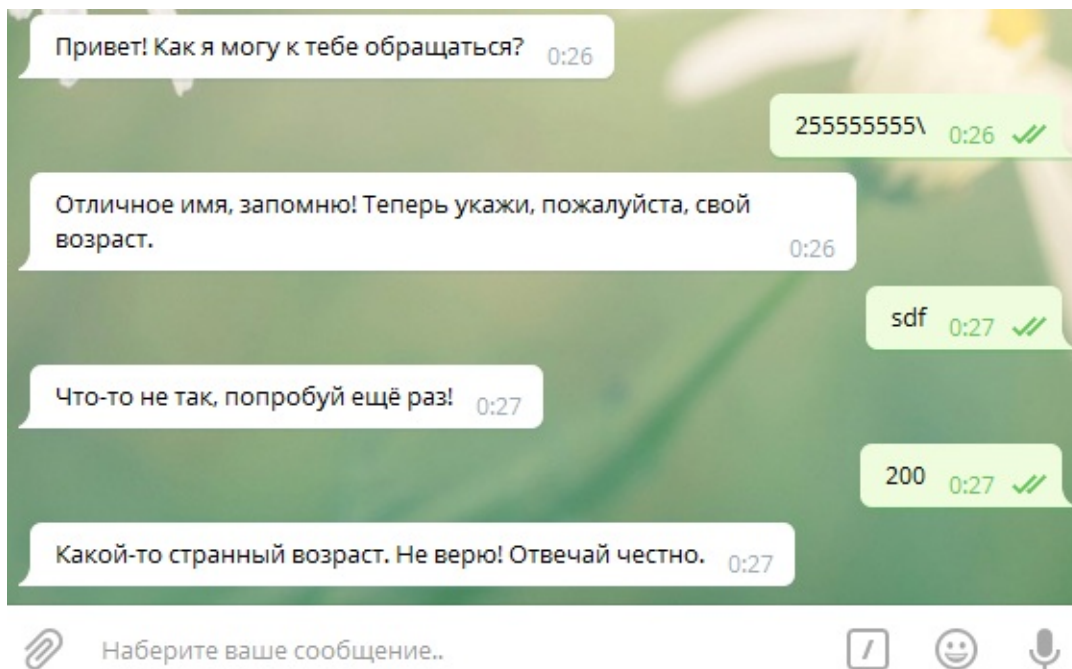 Привет! Как я могу к тебе обращаться? 0:26
255555555\ 0:26
Отличное имя, запомню! Теперь укажи, пожалуйста, свой
возраст. 0:26
sdf 0:27
Что-то не так, попробуй ещё раз! 0:27
200 0:27
Какой-то странный возраст. Не верю! Отвечай честно. 0:27
Наберите ваше сообщение..